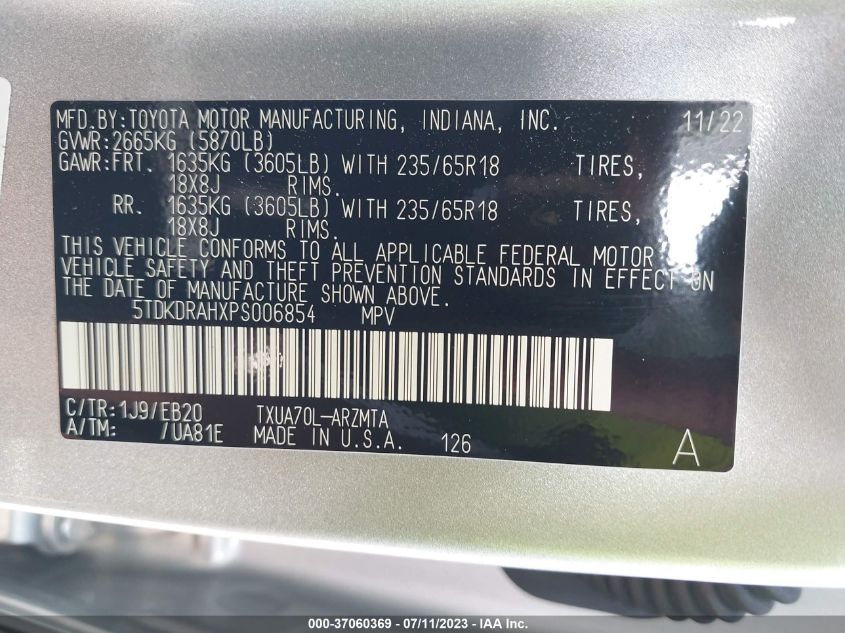 MFD.BY:TOYOTA MOTOR MANUFACTURING, INDIANA, INC. 11/22
GVWR:2665KG (5870LB)
GAWR:FRT. 1635KG (3605LB) WITH 235/65R18 TIRES,
18X8J RIMS.
RR. 1635KG (3605LB) WITH 235/65R18 TIRES,
18X8J RIMS.
THIS VEHICLE CONFORMS TO ALL APPLICABLE FEDERAL MOTOR
VEHICLE SAFETY AND THEFT PREVENTION STANDARDS IN EFFECT ON
THE DATE OF MANUFACTURE SHOWN ABOVE.
5TDKDRAHXPS006854 MPV
C/TR:1J9/EB20 TXUA70L-ARZMTA
A/TM: /UA81E MADE IN U.S.A. 126 A
000-37060369 - 07/11/2023 - IAA Inc.